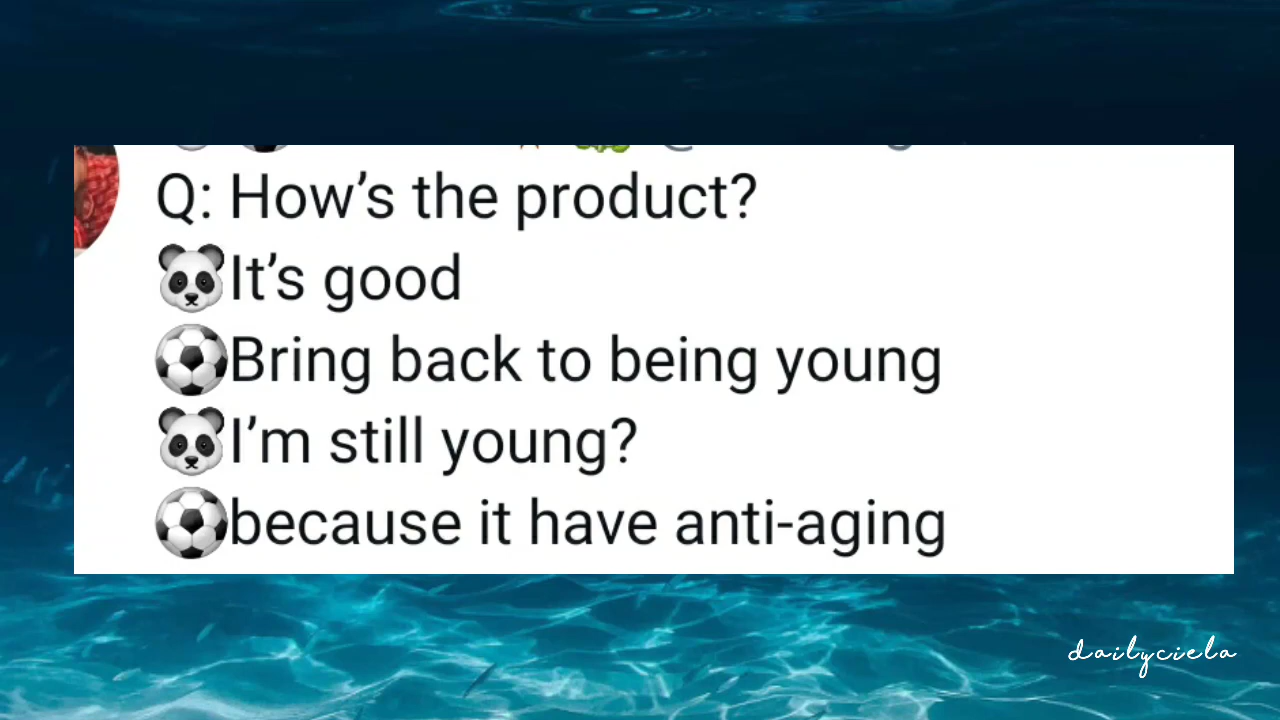 Q: How’s the product?
🐼It’s good
⚽Bring back to being young
🐼I’m still young?
⚽because it have anti-aging
dailyciela